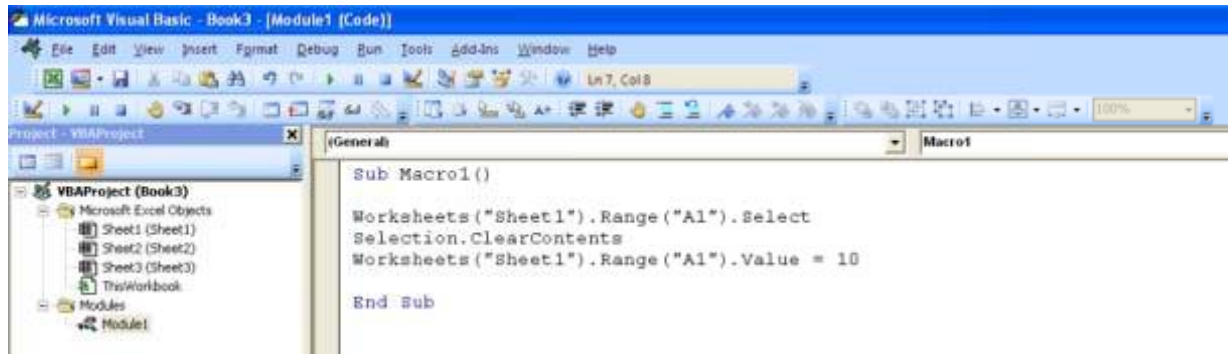 Microsoft Visual Basic - Book3 - [Module1 (Code)]
File Edit View Insert Format Debug Run Tools Add-Ins Window Help
Ln 7, Col 8
100%
Project - VBAProject
(General)
Macro1
VBAProject (Book3)
Microsoft Excel Objects
Sheet1 (Sheet1)
Sheet2 (Sheet2)
Sheet3 (Sheet3)
ThisWorkbook
Modules
Module1
Sub Macro1()
Worksheets("Sheet1").Range("A1").Select
Selection.ClearContents
Worksheets("Sheet1").Range("A1").Value = 10
End Sub